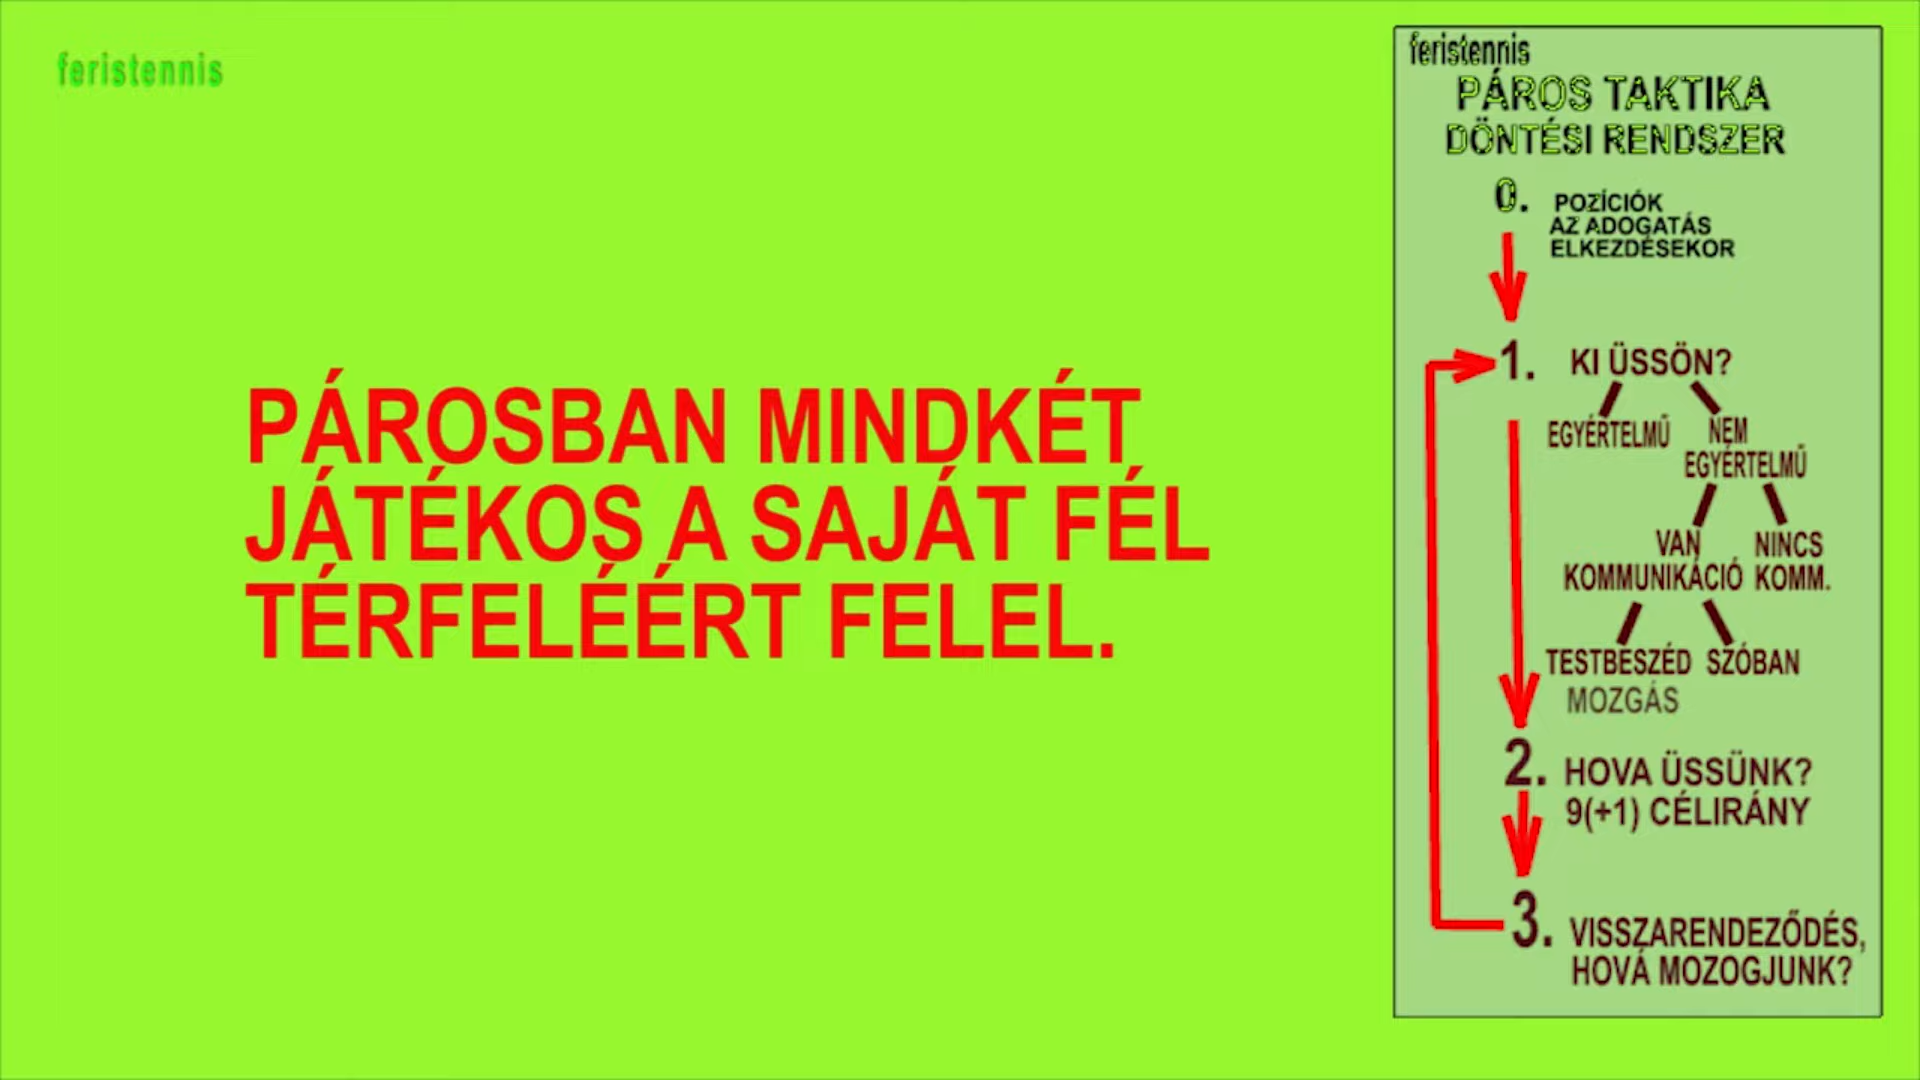 feristennis
PÁROSBAN MINDKÉT
JÁTÉKOS A SAJÁT FÉL
TÉRFELÉÉRT FELEL.
feristennis
PÁROS TAKTIKA
DÖNTÉSI RENDSZER
0. POZÍCIÓK
AZ ADOGATÁS
ELKEZDÉSEKOR
1. KI ÜSSÖN?
EGYÉRTELMŰ NEM
EGYÉRTELMŰ
VAN NINCS
KOMMUNIKÁCIÓ KOMM.
TESTBESZÉD SZÓBAN
MOZGÁS
2. HOVA ÜSSÜNK?
9(+1) CÉLIRÁNY
3. VISSZARENDEZŐDÉS,
HOVÁ MOZOGJUNK?